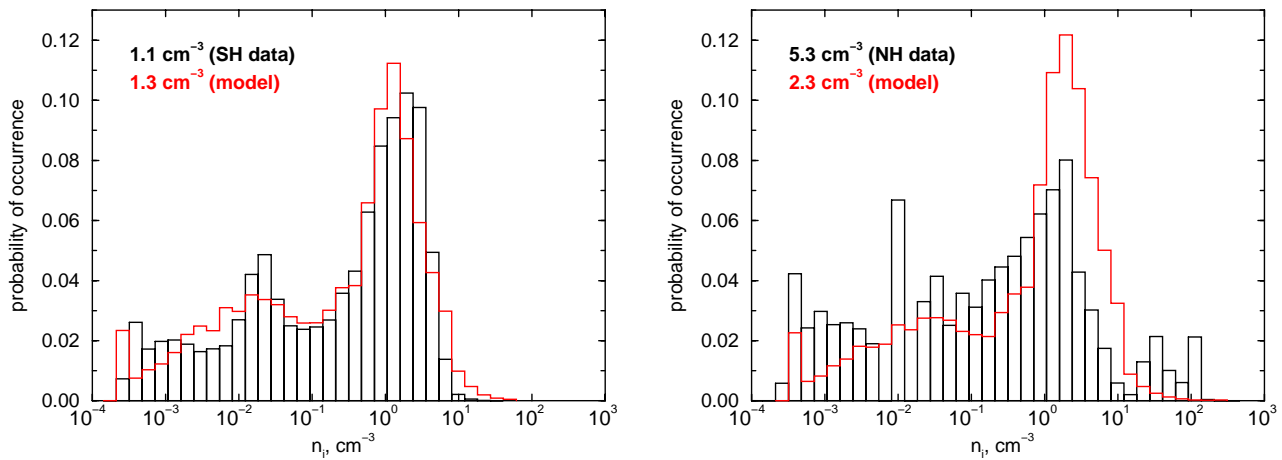 0.12
0.10
0.08
0.06
0.04
0.02
0.00
probability of occurrence
1.1 cm⁻³ (SH data)
1.3 cm⁻³ (model)
10⁻⁴ 10⁻³ 10⁻² 10⁻¹ 10⁰ 10¹ 10² 10³
nᵢ, cm⁻³
0.12
0.10
0.08
0.06
0.04
0.02
0.00
probability of occurrence
5.3 cm⁻³ (NH data)
2.3 cm⁻³ (model)
10⁻⁴ 10⁻³ 10⁻² 10⁻¹ 10⁰ 10¹ 10² 10³
nᵢ, cm⁻³